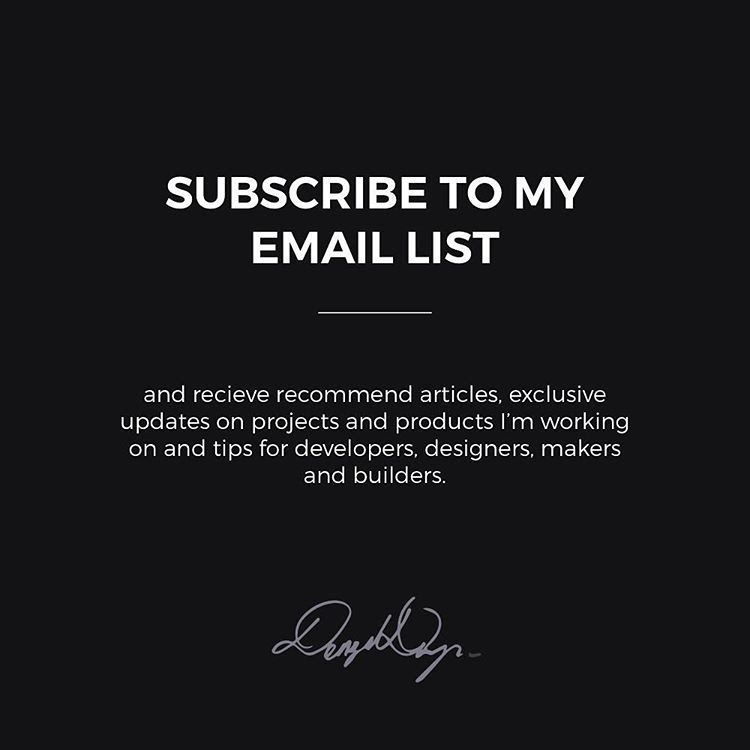 SUBSCRIBE TO MY
EMAIL LIST
and recieve recommend articles, exclusive
updates on projects and products I’m working
on and tips for developers, designers, makers
and builders.